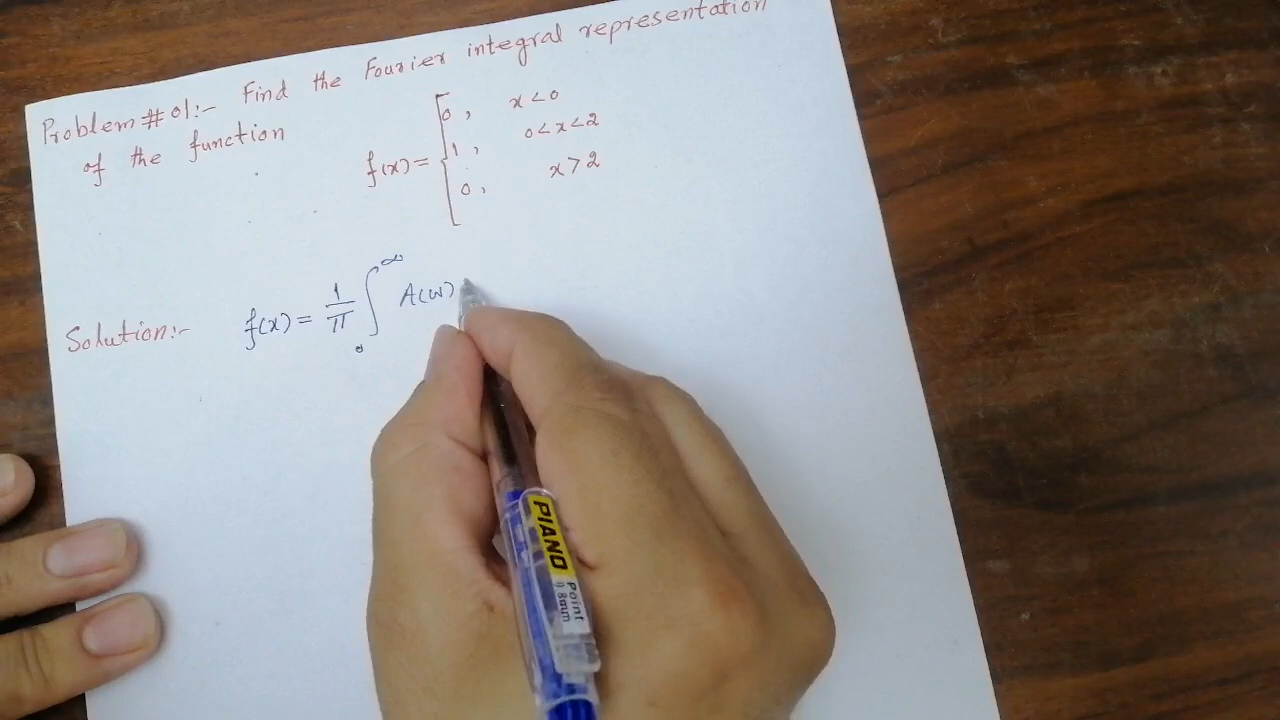 Problem # 01:- Find the Fourier integral representation
of the function
f(x) = [ 0, x < 0
1, 0 < x < 2
0, x > 2
Solution:- f(x) = 1/π ∫₀^∞ A(w)
PIANO
Point
0.8mm